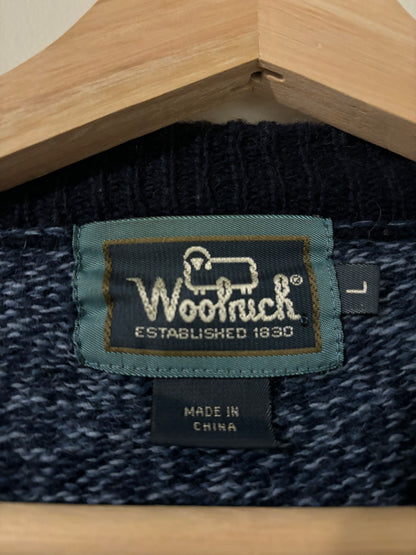 Woolrich®
ESTABLISHED 1830
L
MADE IN
CHINA